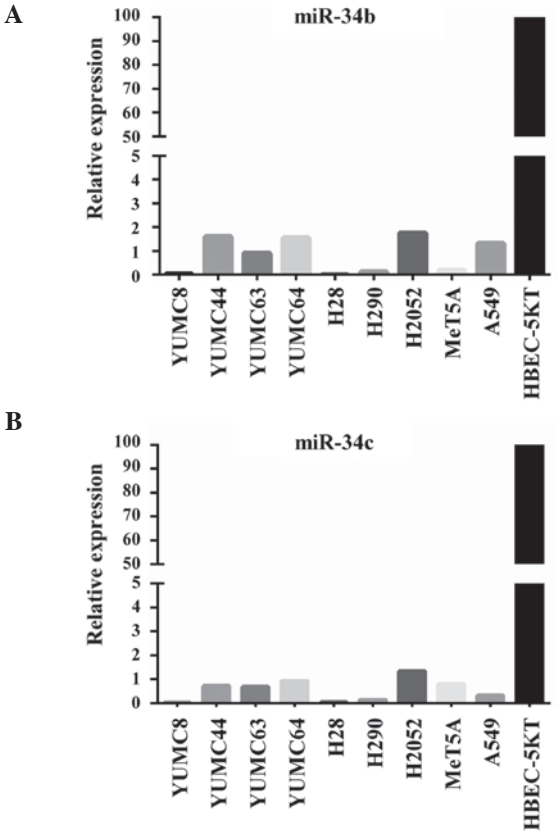 A
miR-34b
Relative expression
100
90
80
70
60
50
5
4
3
2
1
0
YUMC8
YUMC44
YUMC63
YUMC64
H28
H290
H2052
MeT5A
A549
HBEC-5KT
B
miR-34c
Relative expression
100
90
80
70
60
50
5
4
3
2
1
0
YUMC8
YUMC44
YUMC63
YUMC64
H28
H290
H2052
MeT5A
A549
HBEC-5KT